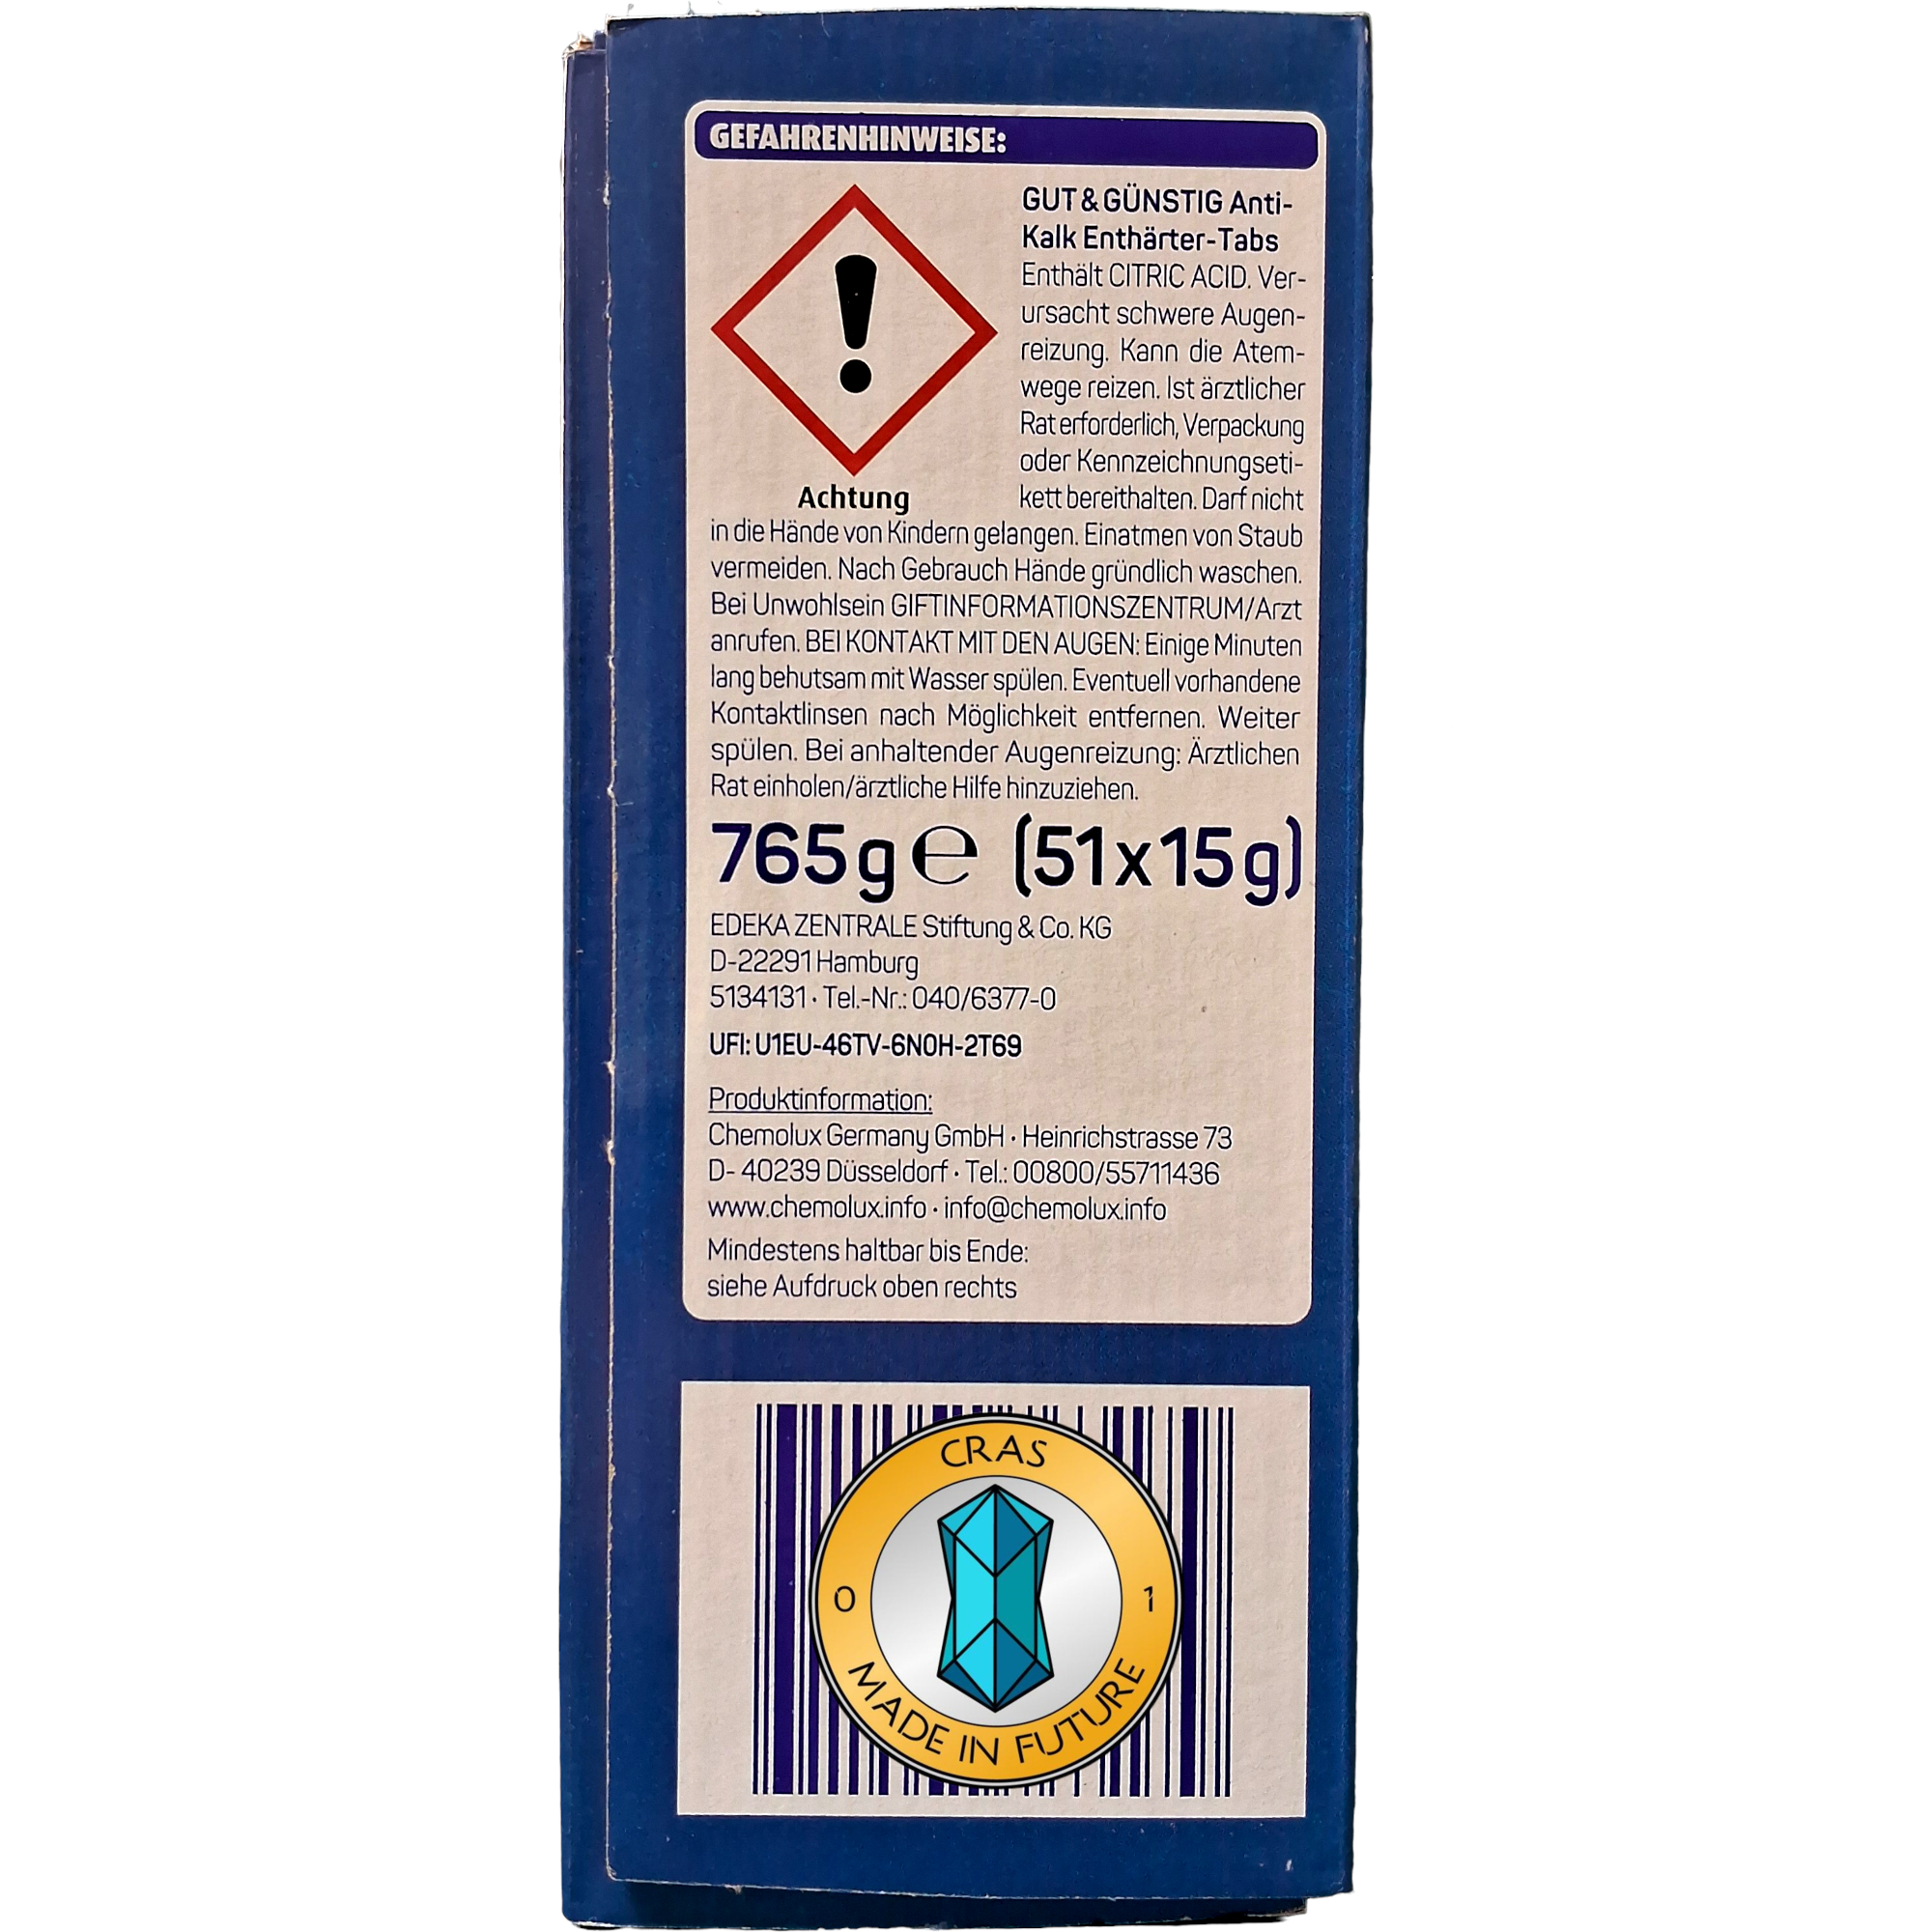 GEFAHRENHINWEISE:
GUT & GÜNSTIG Anti-
Kalk Enthärter-Tabs
Enthält CITRIC ACID. Ver-
ursacht schwere Augen-
reizung. Kann die Atem-
wege reizen. Ist ärztlicher
Rat erforderlich, Verpackung
oder Kennzeichnungseti-
kett bereithalten. Darf nicht
Achtung
in die Hände von Kindern gelangen. Einatmen von Staub
vermeiden. Nach Gebrauch Hände gründlich waschen.
Bei Unwohlsein GIFTINFORMATIONSZENTRUM/Arzt
anrufen. BEI KONTAKT MIT DEN AUGEN: Einige Minuten
lang behutsam mit Wasser spülen. Eventuell vorhandene
Kontaktlinsen nach Möglichkeit entfernen. Weiter
spülen. Bei anhaltender Augenreizung: Ärztlichen
Rat einholen/ärztliche Hilfe hinzuziehen.
765 g ℮ (51 x 15 g)
EDEKA ZENTRALE Stiftung & Co. KG
D-22291 Hamburg
5134131 · Tel.-Nr.: 040/6377-0
UFI: U1EU-46TV-6N0H-2T69
Produktinformation:
Chemolux Germany GmbH · Heinrichstrasse 73
D- 40239 Düsseldorf · Tel.: 00800/55711436
www.chemolux.info · info@chemolux.info
Mindestens haltbar bis Ende:
siehe Aufdruck oben rechts
CRAS
0 1
MADE IN FUTURE